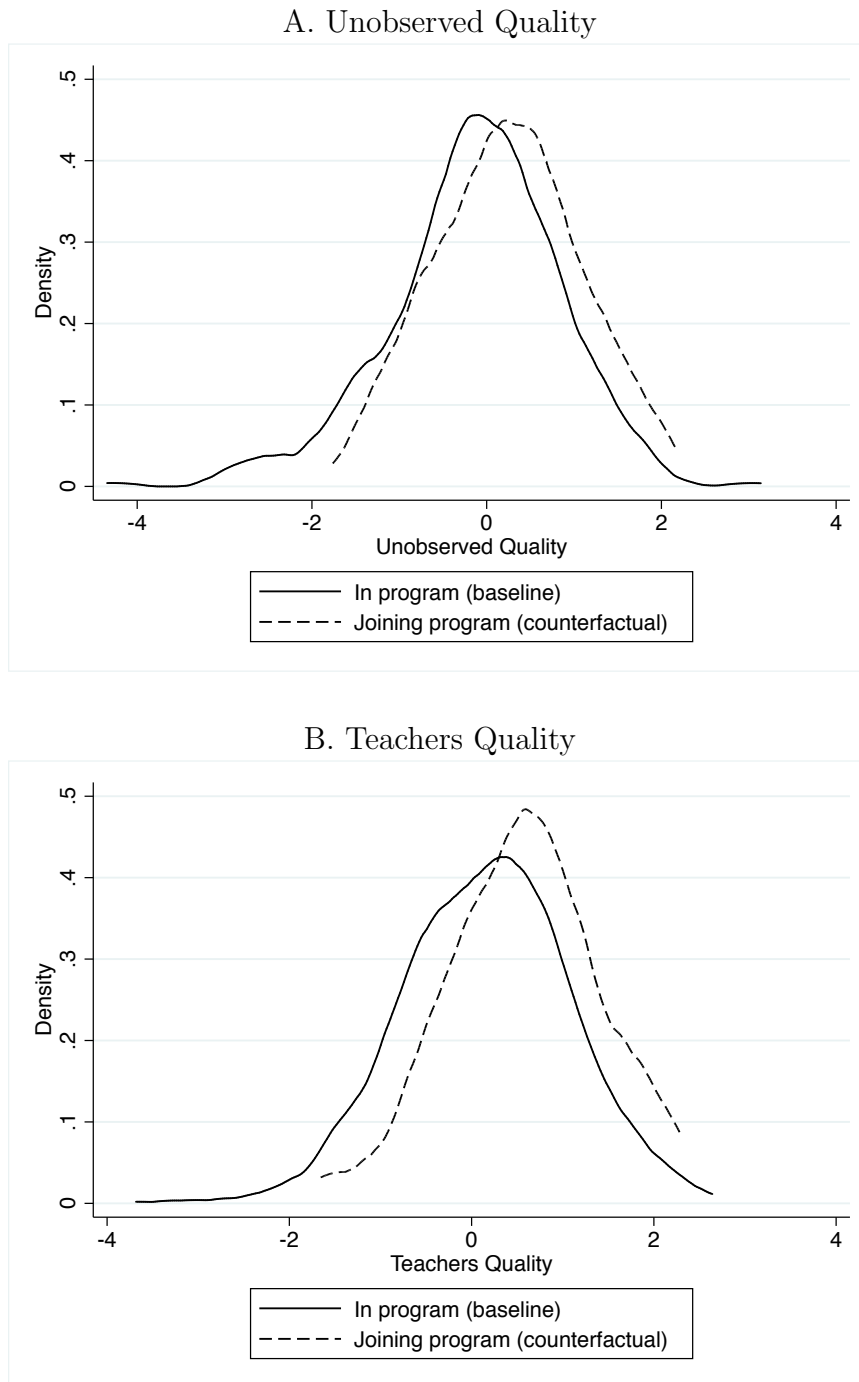 A. Unobserved Quality
.5
.4
.3
.2
.1
0
Density
-4 -2 0 2 4
Unobserved Quality
In program (baseline)
Joining program (counterfactual)
B. Teachers Quality
.5
.4
.3
.2
.1
0
Density
-4 -2 0 2 4
Teachers Quality
In program (baseline)
Joining program (counterfactual)